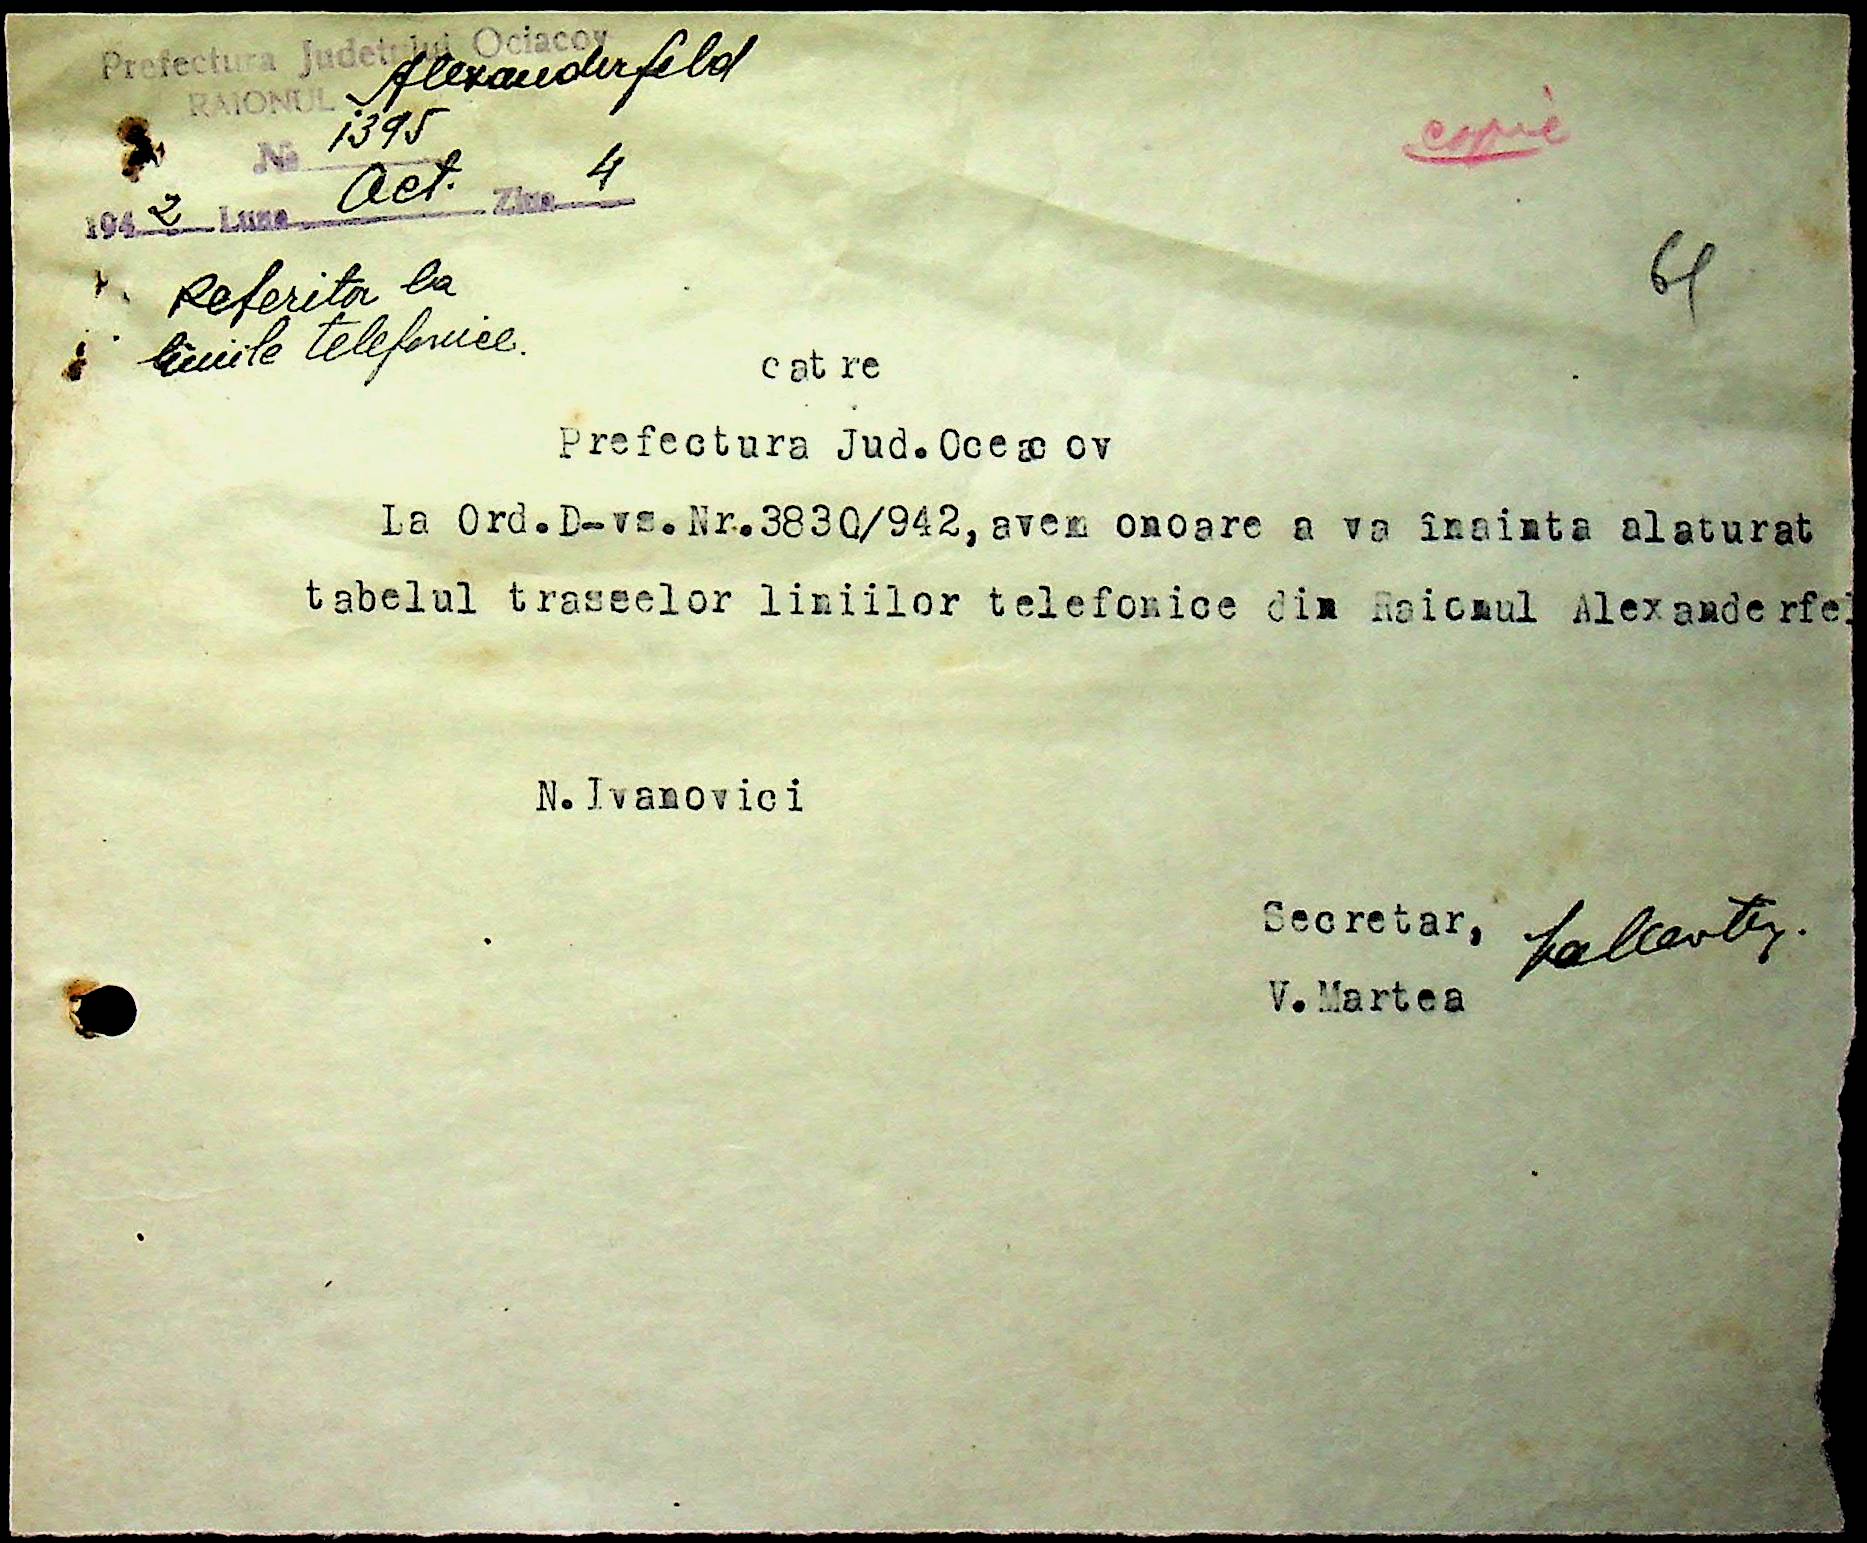 Prefectura Judetului Ociacov
RAIONUL Alexanderfeld
№ 1395
1942 Luna Oct. Ziua 4
copie
61
Referitor la
liniile telefonice.
catre
Prefectura Jud.Oceacov
La Ord.D-vs.Nr.3830/942,avem onoare a va înainta alaturat
tabelul traseelor liniilor telefonice din Raionul Alexanderfel
N.Ivanovici
Secretar,
V.Martea